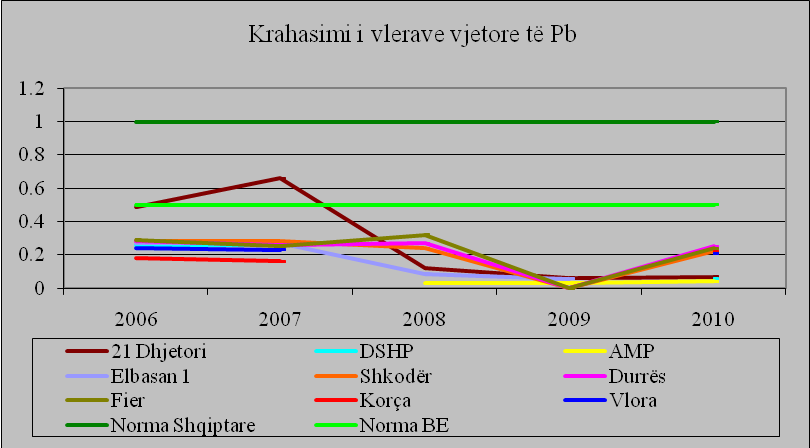 Krahasimi i vlerave vjetore të Pb
1.2
1
0.8
0.6
0.4
0.2
0
2006 2007 2008 2009 2010
21 Dhjetori DSHP AMP
Elbasan 1 Shkodër Durrës
Fier Korça Vlora
Norma Shqiptare Norma BE